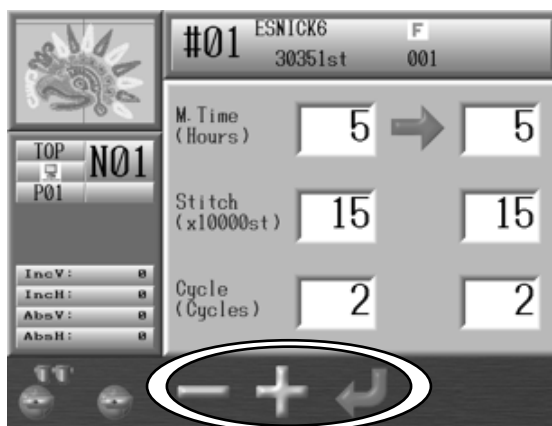 #01 ESNICK6 F
30351st 001
TOP N01
P01
M.Time
(Hours) 5 5
Stitch
(x10000st) 15 15
Cycle
(Cycles) 2 2
IncV: 0
IncH: 0
AbsV: 0
AbsH: 0